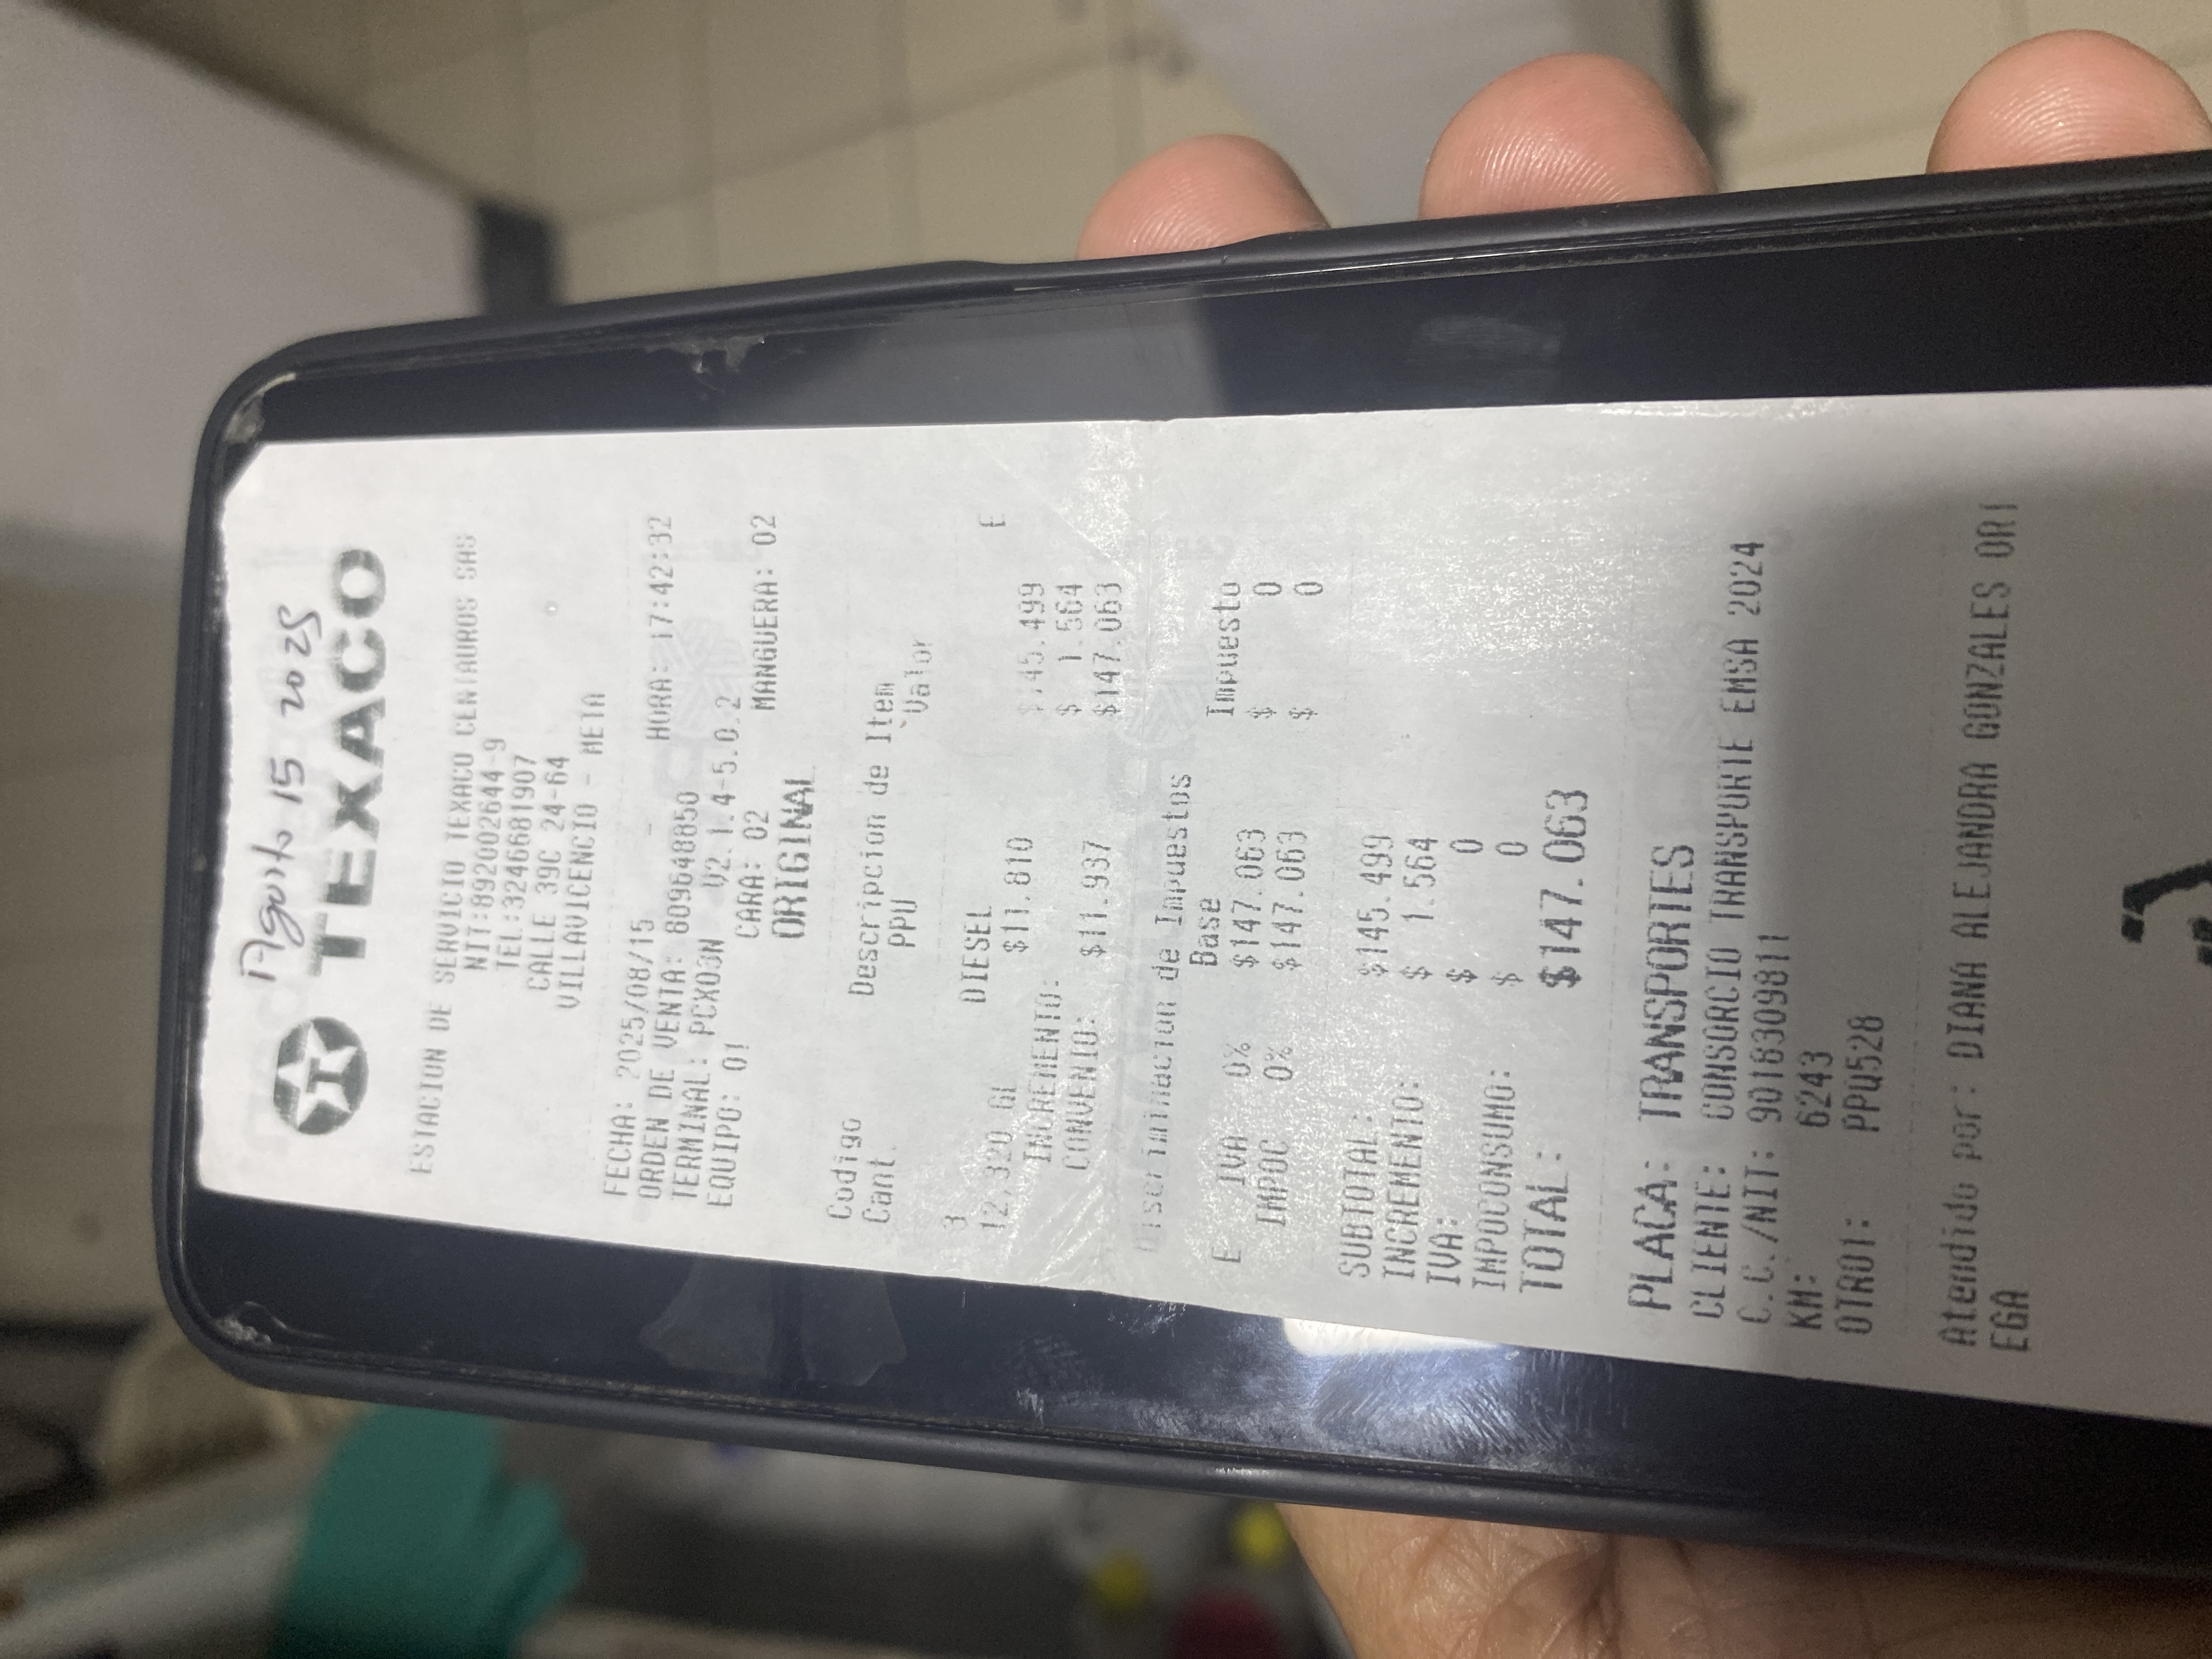 Agosto 15 2025
TEXACO
ESTACION DE SERVICIO TEXACO CENTAUROS SAS
NIT:892002644-9
TEL:3246681907
CALLE 39C 24-64
VILLAVICENCIO - META
FECHA: 2025/08/15 - HORA: 17:42:32
ORDEN DE VENTA: 8096648850
TERMINAL: PCXO3N V2.1.4-5.0.2
EQUIPO: 01 CARA: 02 MANGUERA: 02
ORIGINAL
Codigo Descripcion de Item
Cant. PPU Valor
3 DIESEL E
12,320 GL $11.810 $145.499
INCREMENTO: $ 1.564
CONVENIO: $11.937 $147.063
Discriminacion de Impuestos
Base Impuesto
E IVA 0% $147.063 $ 0
IMPOC 0% $147.063 $ 0
SUBTOTAL: $145.499
INCREMENTO: $ 1.564
IVA: $ 0
IMPOCONSUMO: $ 0
TOTAL: $147.063
PLACA: TRANSPORTES
CLIENTE: CONSORCIO TRANSPORTE EMSA 2024
C.C./NIT: 9018309811
KM: 6243
OTRO1: PPQ528
Atendido por: DIANA ALEJANDRA GONZALES ORT
EGA